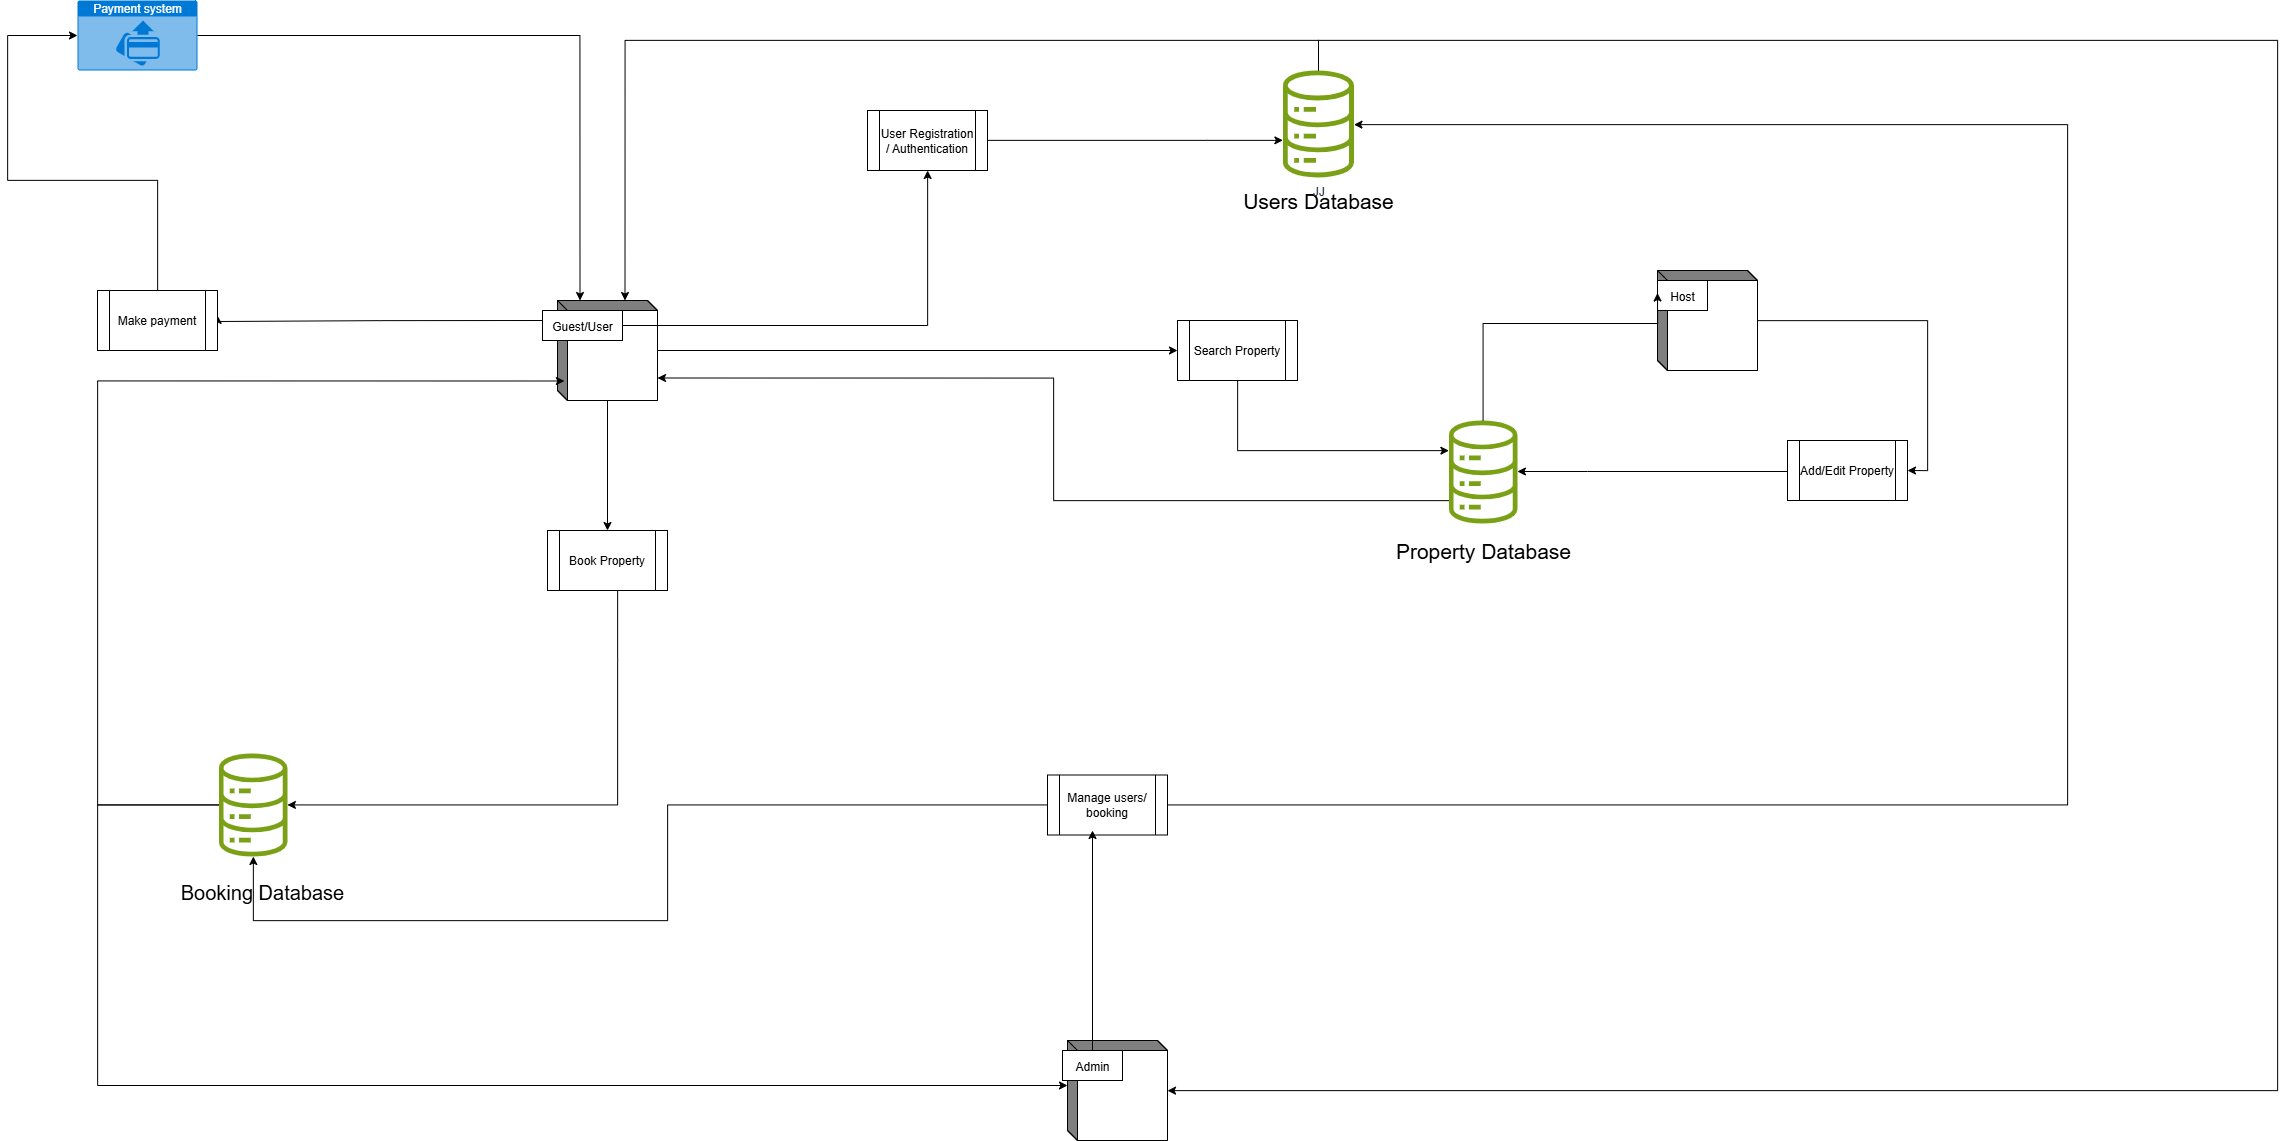 Payment system
User Registration
/ Authentication
JJ
Users Database
Host
Make payment
Guest/User
Search Property
Add/Edit Property
Property Database
Book Property
Manage users/
booking
Booking Database
Admin